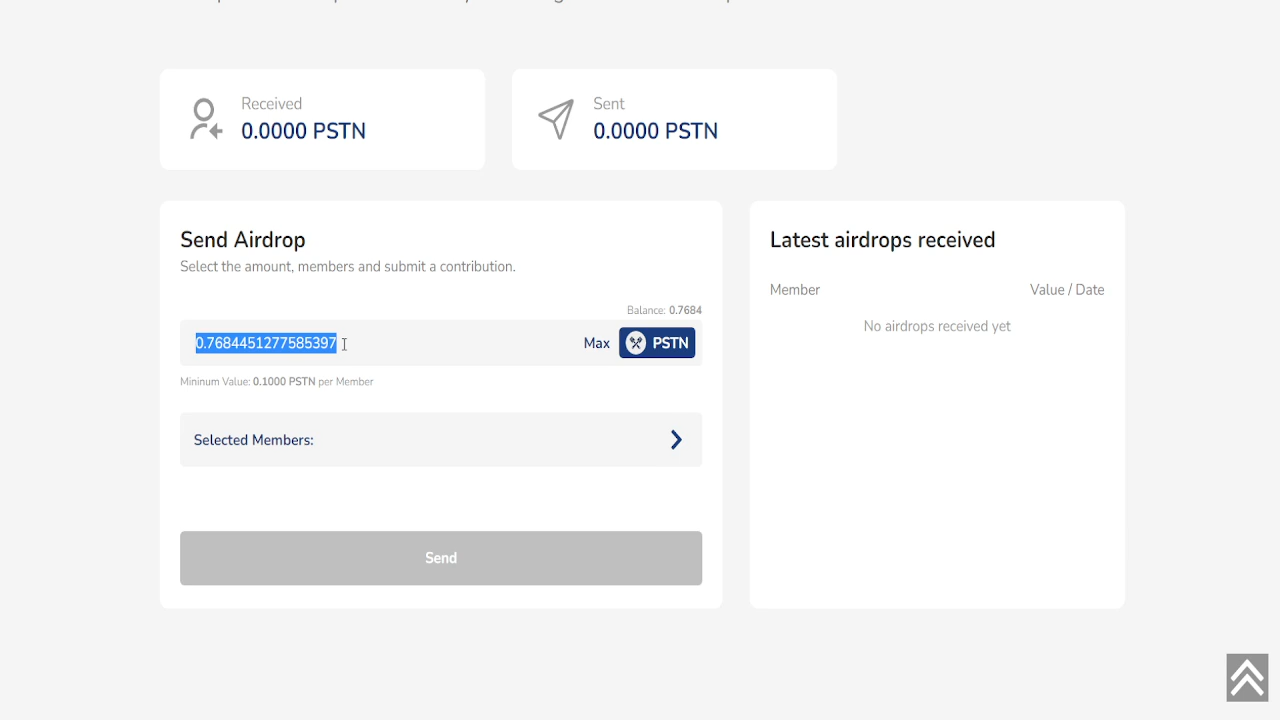 Received
0.0000 PSTN
Sent
0.0000 PSTN
Send Airdrop
Select the amount, members and submit a contribution.
Balance: 0.7684
0.7684451277585397
Max
PSTN
Mininum Value: 0.1000 PSTN per Member
Selected Members:
Send
Latest airdrops received
Member
Value / Date
No airdrops received yet